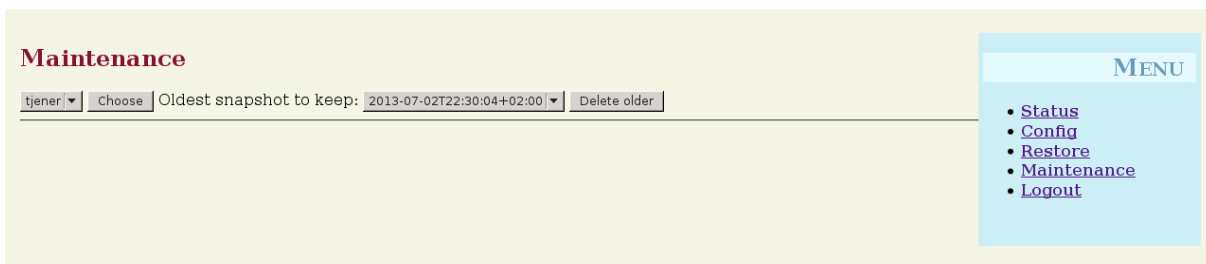 Maintenance
tjener Choose Oldest snapshot to keep: 2013-07-02T22:30:04+02:00 Delete older
MENU
Status
Config
Restore
Maintenance
Logout